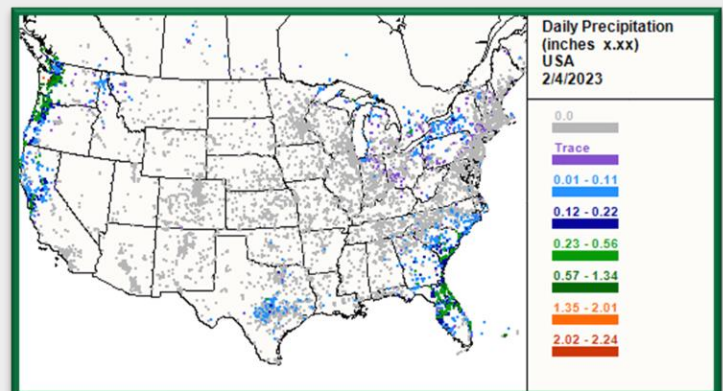 Daily Precipitation
(inches x.xx)
USA
2/4/2023
0.0
Trace
0.01 - 0.11
0.12 - 0.22
0.23 - 0.56
0.57 - 1.34
1.35 - 2.01
2.02 - 2.24